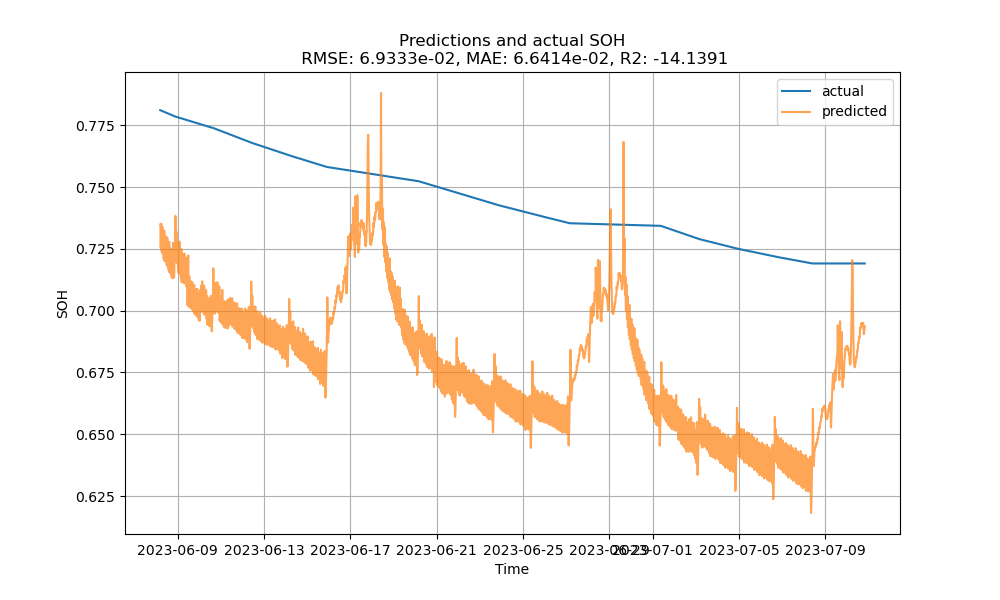 Predictions and actual SOH
RMSE: 6.9333e-02, MAE: 6.6414e-02, R2: -14.1391
actual
predicted
0.775
0.750
0.725
0.700
0.675
0.650
0.625
SOH
2023-06-09 2023-06-13 2023-06-17 2023-06-21 2023-06-25 2023-06-29 2023-07-01 2023-07-05 2023-07-09
Time